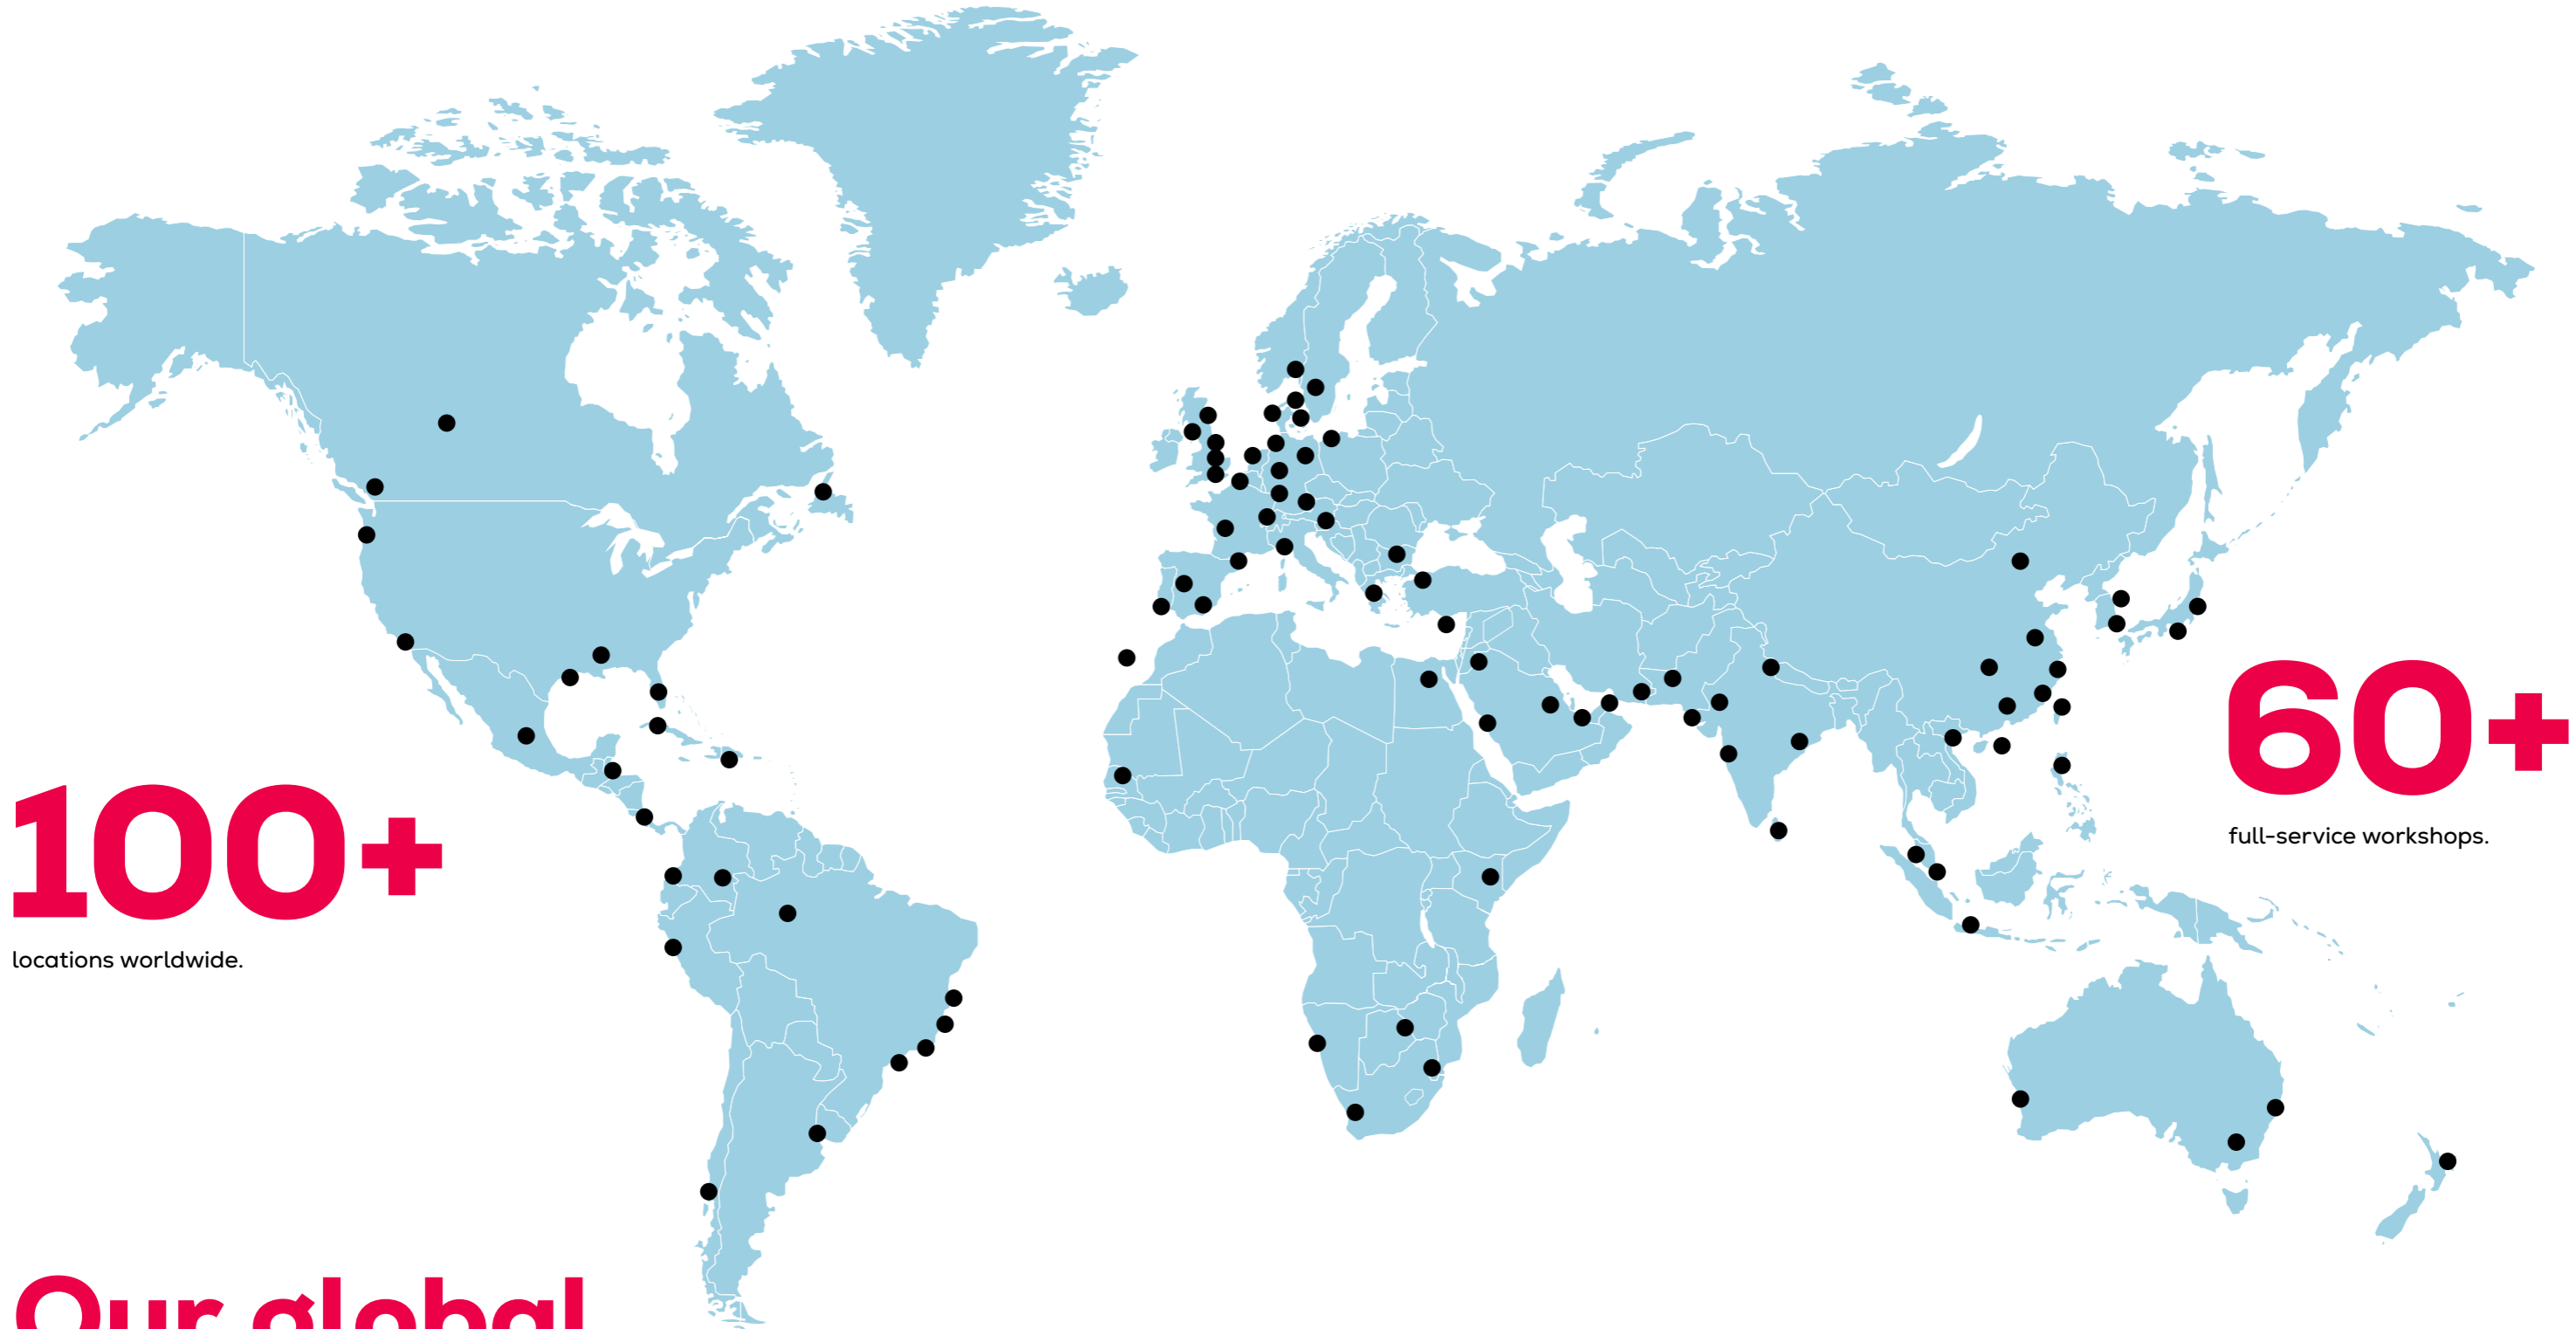 100+
locations worldwide.
60+
full-service workshops.
Our global